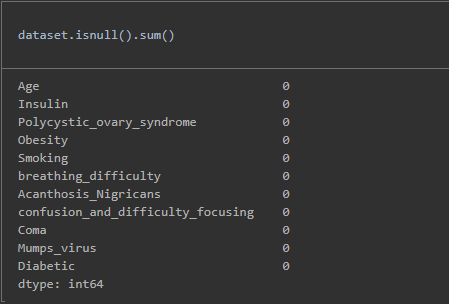 dataset.isnull().sum()
Age 0
Insulin 0
Polycystic_ovary_syndrome 0
Obesity 0
Smoking 0
breathing_difficulty 0
Acanthosis_Nigricans 0
confusion_and_difficulty_focusing 0
Coma 0
Mumps_virus 0
Diabetic 0
dtype: int64